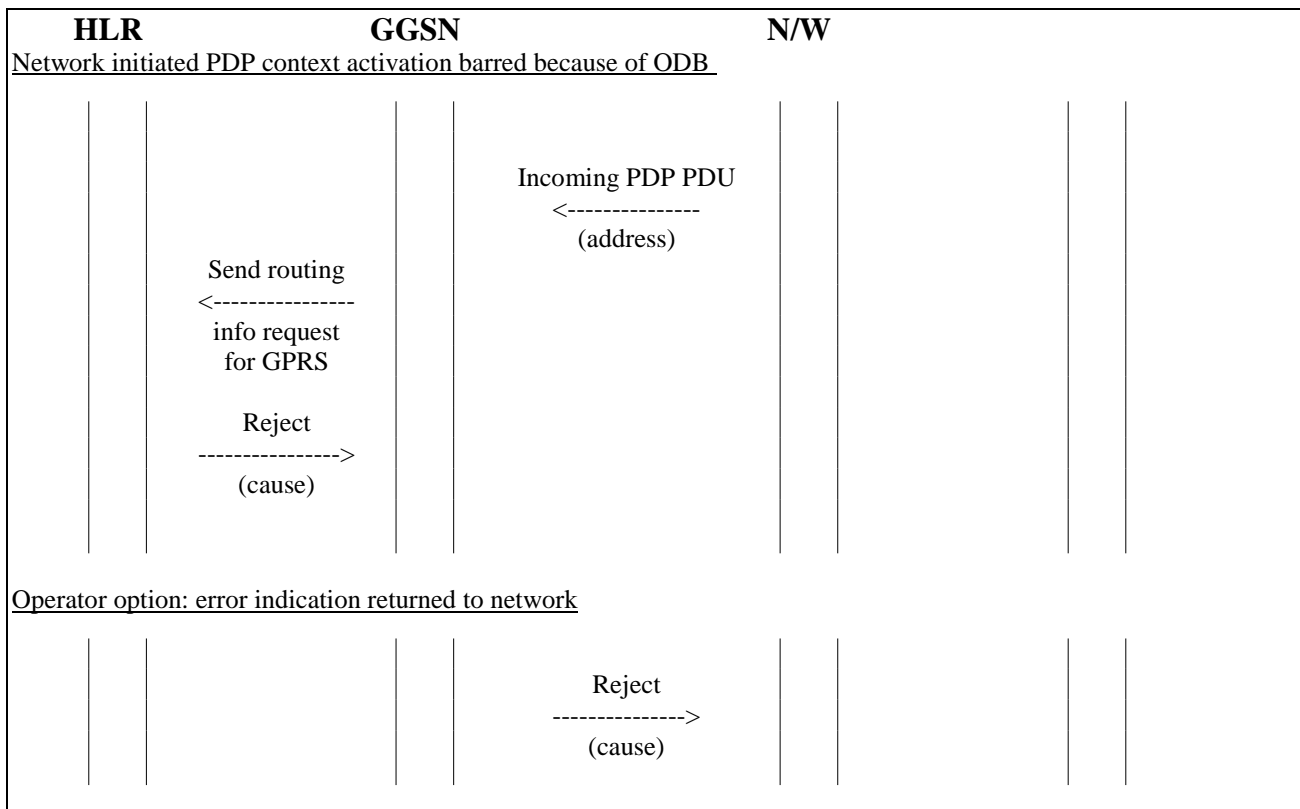 HLR GGSN N/W
Network initiated PDP context activation barred because of ODB
Incoming PDP PDU
<---------------
(address)
Send routing
<----------------
info request
for GPRS
Reject
---------------->
(cause)
Operator option: error indication returned to network
Reject
--------------->
(cause)